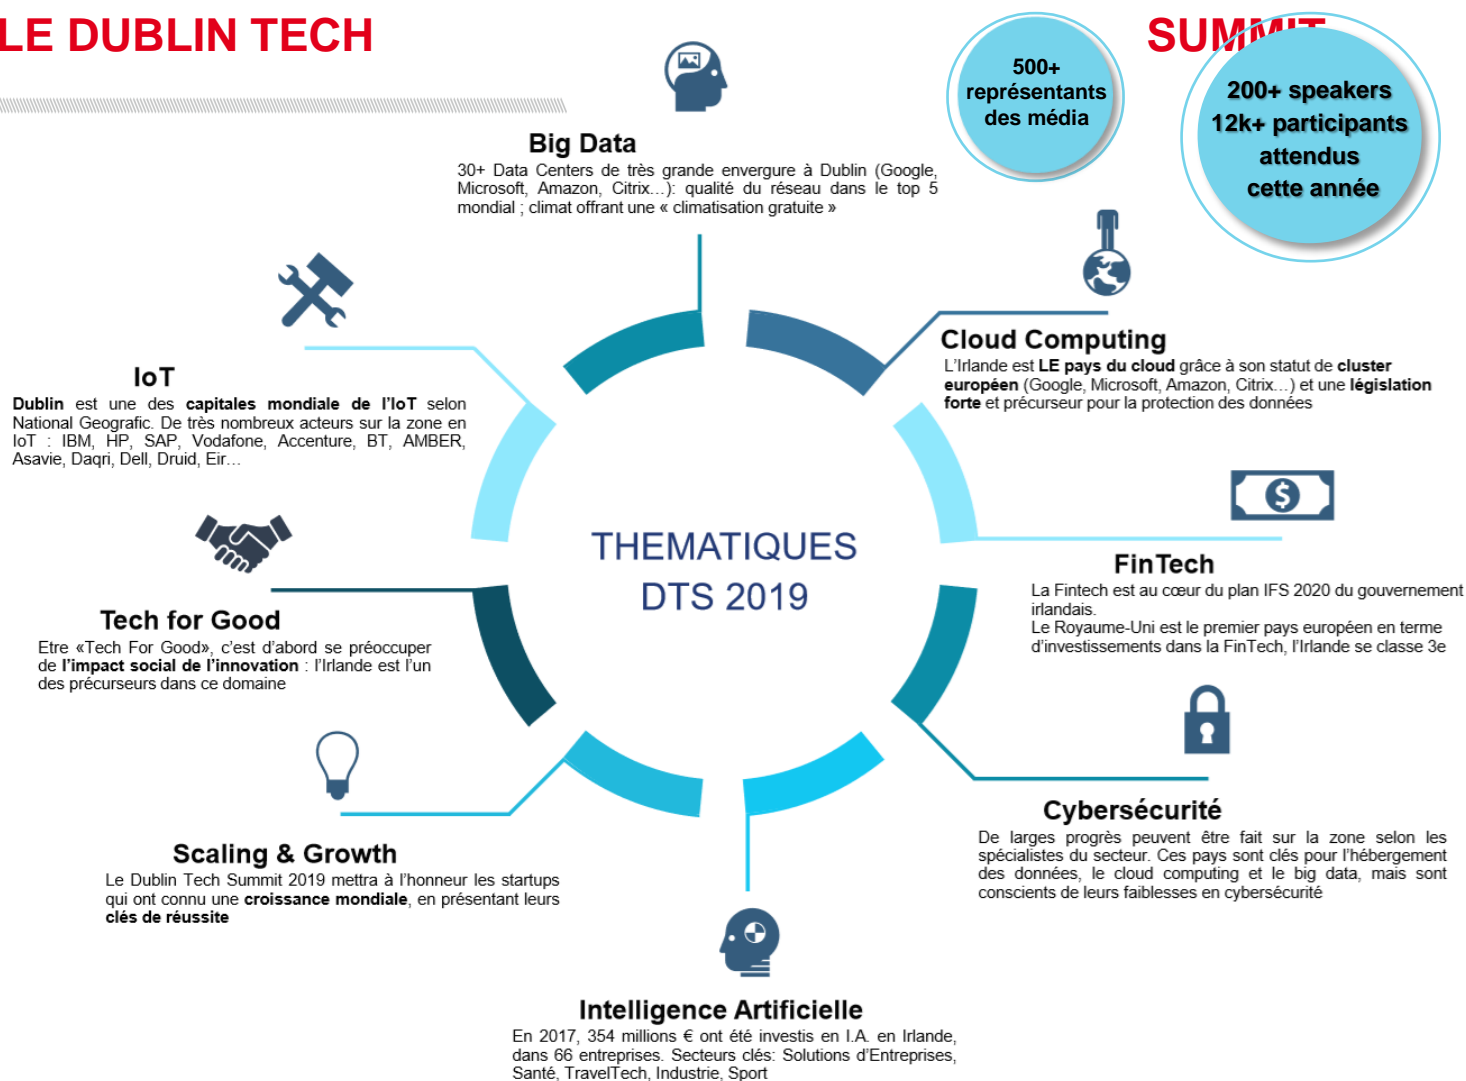 LE DUBLIN TECH SUMMIT
500+
représentants
des média
200+ speakers
12k+ participants
attendus
cette année
Big Data
30+ Data Centers de très grande envergure à Dublin (Google,
Microsoft, Amazon, Citrix…): qualité du réseau dans le top 5
mondial ; climat offrant une « climatisation gratuite »
Cloud Computing
L’Irlande est LE pays du cloud grâce à son statut de cluster
européen (Google, Microsoft, Amazon, Citrix…) et une législation
forte et précurseur pour la protection des données
IoT
Dublin est une des capitales mondiale de l’IoT selon
National Geografic. De très nombreux acteurs sur la zone en
IoT : IBM, HP, SAP, Vodafone, Accenture, BT, AMBER,
Asavie, Daqri, Dell, Druid, Eir…
THEMATIQUES
DTS 2019
FinTech
La Fintech est au cœur du plan IFS 2020 du gouvernement
irlandais.
Le Royaume-Uni est le premier pays européen en terme
d’investissements dans la FinTech, l’Irlande se classe 3e
Tech for Good
Etre «Tech For Good», c’est d’abord se préoccuper
de l’impact social de l’innovation : l’Irlande est l’un
des précurseurs dans ce domaine
Cybersécurité
De larges progrès peuvent être fait sur la zone selon les
spécialistes du secteur. Ces pays sont clés pour l’hébergement
des données, le cloud computing et le big data, mais sont
conscients de leurs faiblesses en cybersécurité
Scaling & Growth
Le Dublin Tech Summit 2019 mettra à l’honneur les startups
qui ont connu une croissance mondiale, en présentant leurs
clés de réussite
Intelligence Artificielle
En 2017, 354 millions € ont été investis en I.A. en Irlande,
dans 66 entreprises. Secteurs clés: Solutions d’Entreprises,
Santé, TravelTech, Industrie, Sport